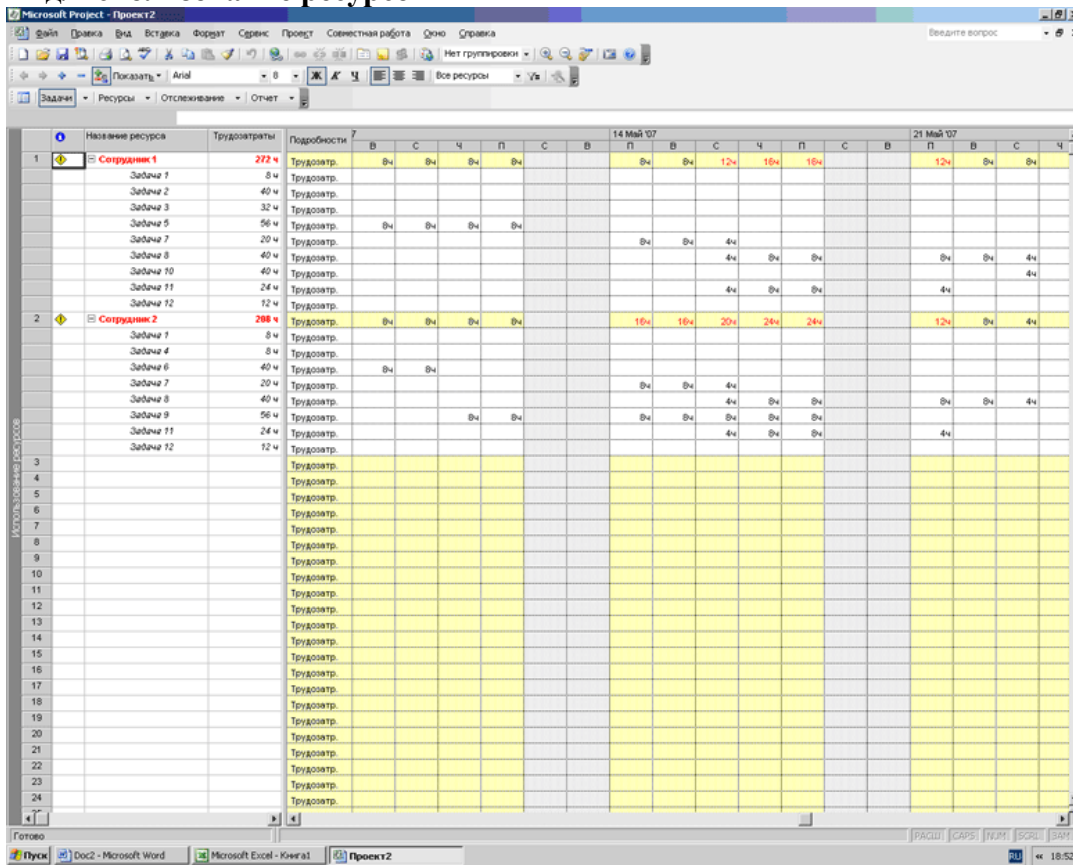 Microsoft Project - Проект2
Файл Правка Вид Вставка Формат Сервис Проект Совместная работа Окно Справка Введите вопрос
Нет группировки
Показать Arial 8 Ж К Ч Все ресурсы
Задачи Ресурсы Отслеживание Отчет
Название ресурса Трудозатраты Подробности 7 14 Май '07 21 Май '07
В С Ч П С В П В С Ч П С В П В С Ч
1 Сотрудник 1 272 ч Трудозатр. 8ч 8ч 8ч 8ч 8ч 8ч 12ч 16ч 16ч 12ч 8ч 8ч
Задача 1 8 ч Трудозатр.
Задача 2 40 ч Трудозатр.
Задача 3 32 ч Трудозатр.
Задача 5 56 ч Трудозатр. 8ч 8ч 8ч 8ч
Задача 7 20 ч Трудозатр. 8ч 8ч 4ч
Задача 8 40 ч Трудозатр. 4ч 8ч 8ч 8ч 8ч 4ч
Задача 10 40 ч Трудозатр. 4ч
Задача 11 24 ч Трудозатр. 4ч 8ч 8ч 4ч
Задача 12 12 ч Трудозатр.
2 Сотрудник 2 208 ч Трудозатр. 8ч 8ч 8ч 8ч 16ч 16ч 20ч 24ч 24ч 12ч 8ч 4ч
Задача 1 8 ч Трудозатр.
Задача 4 8 ч Трудозатр.
Задача 6 40 ч Трудозатр. 8ч 8ч
Задача 7 20 ч Трудозатр. 8ч 8ч 4ч
Задача 8 40 ч Трудозатр. 4ч 8ч 8ч 8ч 8ч 4ч
Задача 9 56 ч Трудозатр. 8ч 8ч 8ч 8ч 8ч 8ч 8ч
Задача 11 24 ч Трудозатр. 4ч 8ч 8ч 4ч
Задача 12 12 ч Трудозатр.
Использование ресурсов
3 Трудозатр.
4 Трудозатр.
5 Трудозатр.
6 Трудозатр.
7 Трудозатр.
8 Трудозатр.
9 Трудозатр.
10 Трудозатр.
11 Трудозатр.
12 Трудозатр.
13 Трудозатр.
14 Трудозатр.
15 Трудозатр.
16 Трудозатр.
17 Трудозатр.
18 Трудозатр.
19 Трудозатр.
20 Трудозатр.
21 Трудозатр.
22 Трудозатр.
23 Трудозатр.
24 Трудозатр.
Готово РАСШ CAPS NUM SCRL ЗАМ
Пуск Doc2 - Microsoft Word Microsoft Excel - Книга1 Проект2 RU « 18:52